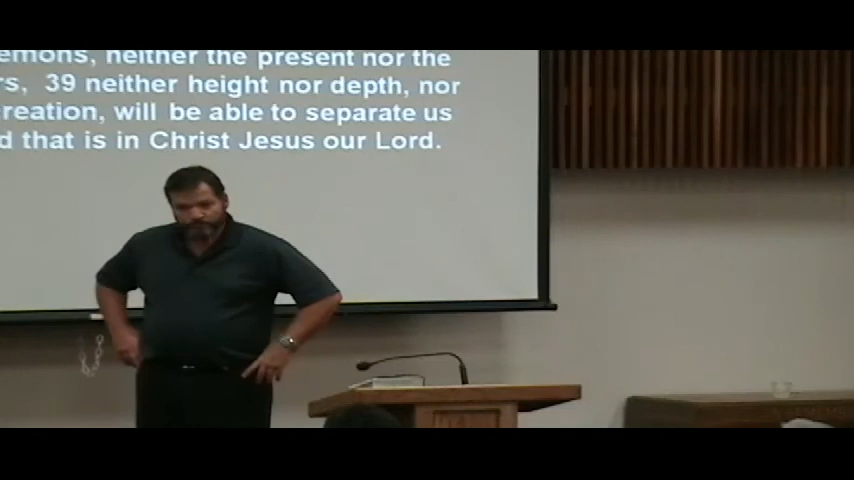 emons, neither the present nor the
rs, 39 neither height nor depth, nor
reation, will be able to separate us
d that is in Christ Jesus our Lord.